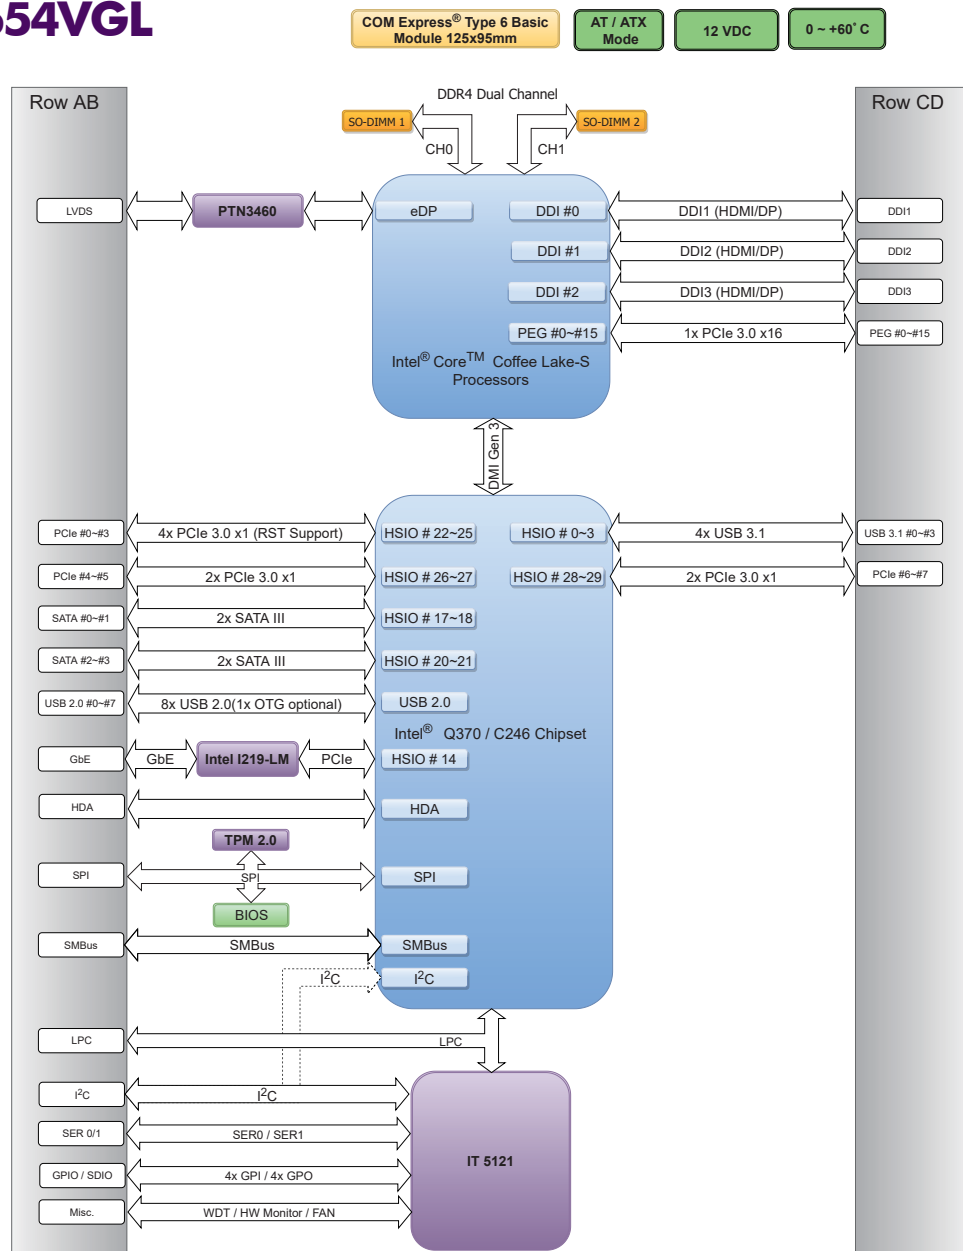 654VGL
COM Express® Type 6 Basic
Module 125x95mm
AT / ATX
Mode
12 VDC
0 ~ +60° C
Row AB
Row CD
DDR4 Dual Channel
SO-DIMM 1
SO-DIMM 2
CH0
CH1
LVDS
PTN3460
eDP
DDI #0
DDI1 (HDMI/DP)
DDI1
DDI #1
DDI2 (HDMI/DP)
DDI2
DDI #2
DDI3 (HDMI/DP)
DDI3
PEG #0~#15
1x PCIe 3.0 x16
PEG #0~#15
Intel® Core™ Coffee Lake-S
Processors
DMI Gen 3
PCIe #0~#3
4x PCIe 3.0 x1 (RST Support)
HSIO # 22~25
HSIO # 0~3
4x USB 3.1
USB 3.1 #0~#3
PCIe #4~#5
2x PCIe 3.0 x1
HSIO # 26~27
HSIO # 28~29
2x PCIe 3.0 x1
PCIe #6~#7
SATA #0~#1
2x SATA III
HSIO # 17~18
SATA #2~#3
2x SATA III
HSIO # 20~21
USB 2.0 #0~#7
8x USB 2.0(1x OTG optional)
USB 2.0
Intel® Q370 / C246 Chipset
GbE
GbE
Intel I219-LM
PCIe
HSIO # 14
HDA
HDA
TPM 2.0
SPI
SPI
SPI
BIOS
SMBus
SMBus
SMBus
I²C
I²C
LPC
LPC
I²C
I²C
SER 0/1
SER0 / SER1
IT 5121
GPIO / SDIO
4x GPI / 4x GPO
Misc.
WDT / HW Monitor / FAN